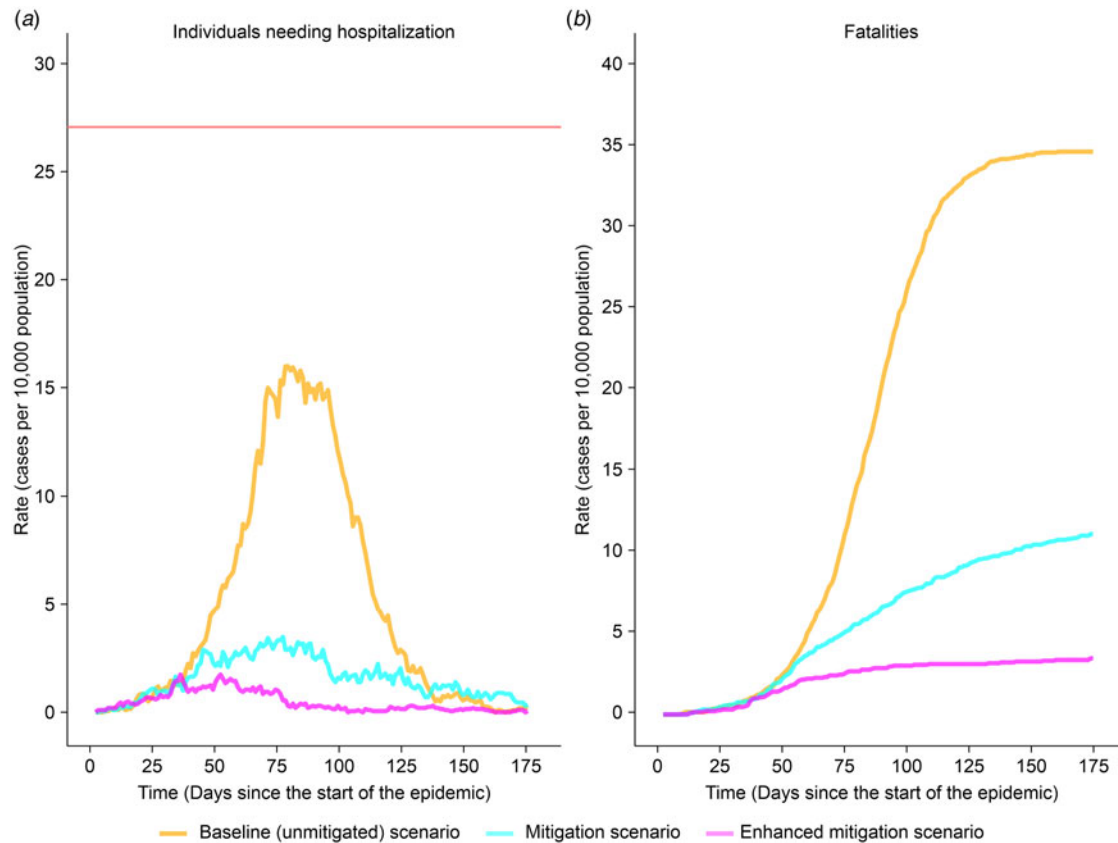 (a)
Individuals needing hospitalization
30
25
20
15
10
5
0
Rate (cases per 10,000 population)
0 25 50 75 100 125 150 175
Time (Days since the start of the epidemic)
(b)
Fatalities
40
35
30
25
20
15
10
5
0
Rate (cases per 10,000 population)
0 25 50 75 100 125 150 175
Time (Days since the start of the epidemic)
Baseline (unmitigated) scenario Mitigation scenario Enhanced mitigation scenario